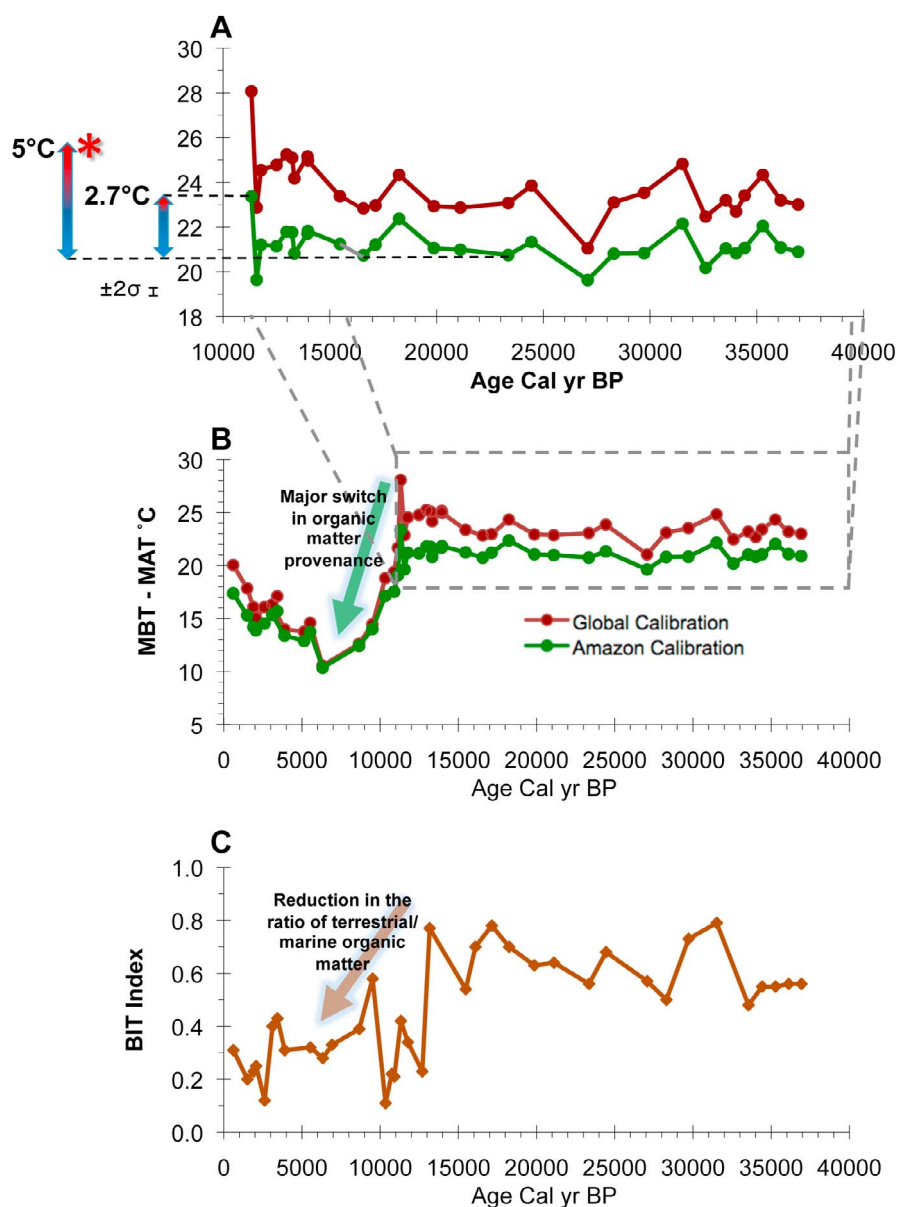 A
30
28
26
24
22
20
18
5°C *
2.7°C
±2σ
10000 15000 20000 25000 30000 35000 40000
Age Cal yr BP
B
MBT - MAT °C
30
25
20
15
10
5
Major switch
in organic
matter
provenance
Global Calibration
Amazon Calibration
0 5000 10000 15000 20000 25000 30000 35000 40000
Age Cal yr BP
C
BIT Index
1.0
0.8
0.6
0.4
0.2
0.0
Reduction in the
ratio of terrestrial/
marine organic
matter
0 5000 10000 15000 20000 25000 30000 35000 40000
Age Cal yr BP